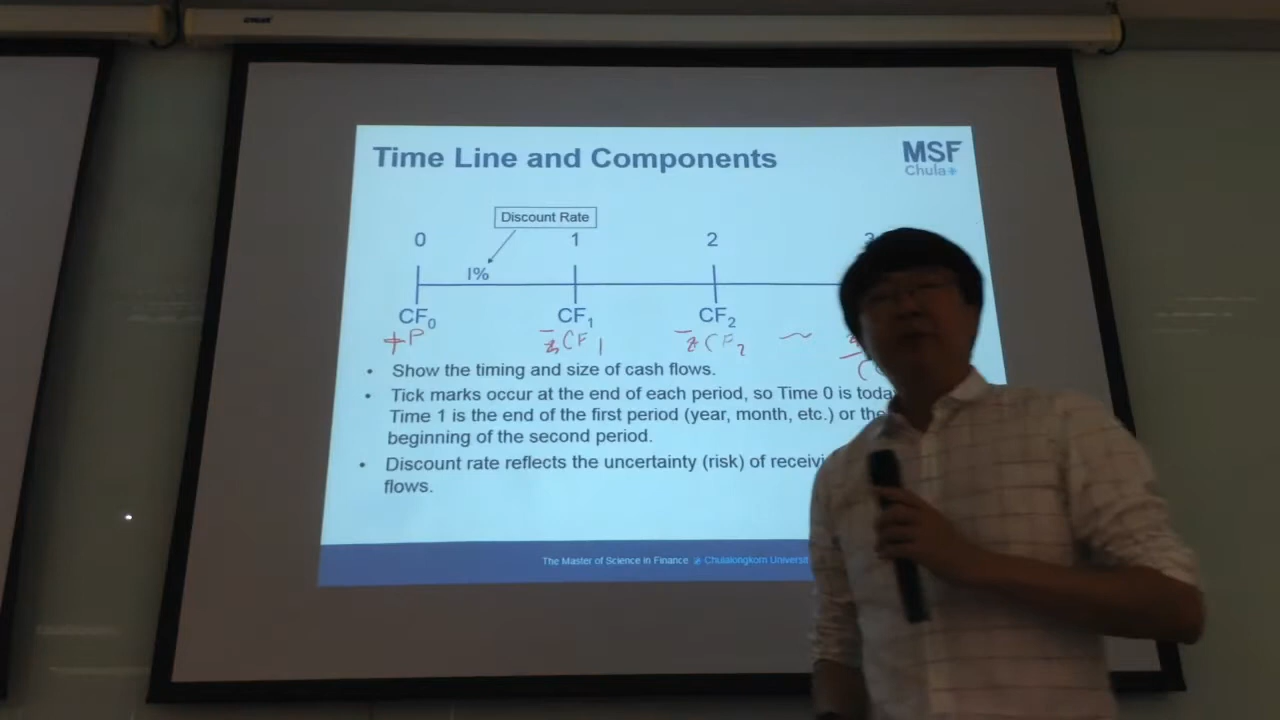 Time Line and Components
MSF
Chula
Discount Rate
0 1 2
I%
CF0 CF1 CF2
+P CF1 CF2 ~
• Show the timing and size of cash flows.
• Tick marks occur at the end of each period, so Time 0 is
Time 1 is the end of the first period (year, month, etc.) or the
beginning of the second period.
• Discount rate reflects the uncertainty (risk) of
flows.
The Master of Science in Finance Chulalongkorn